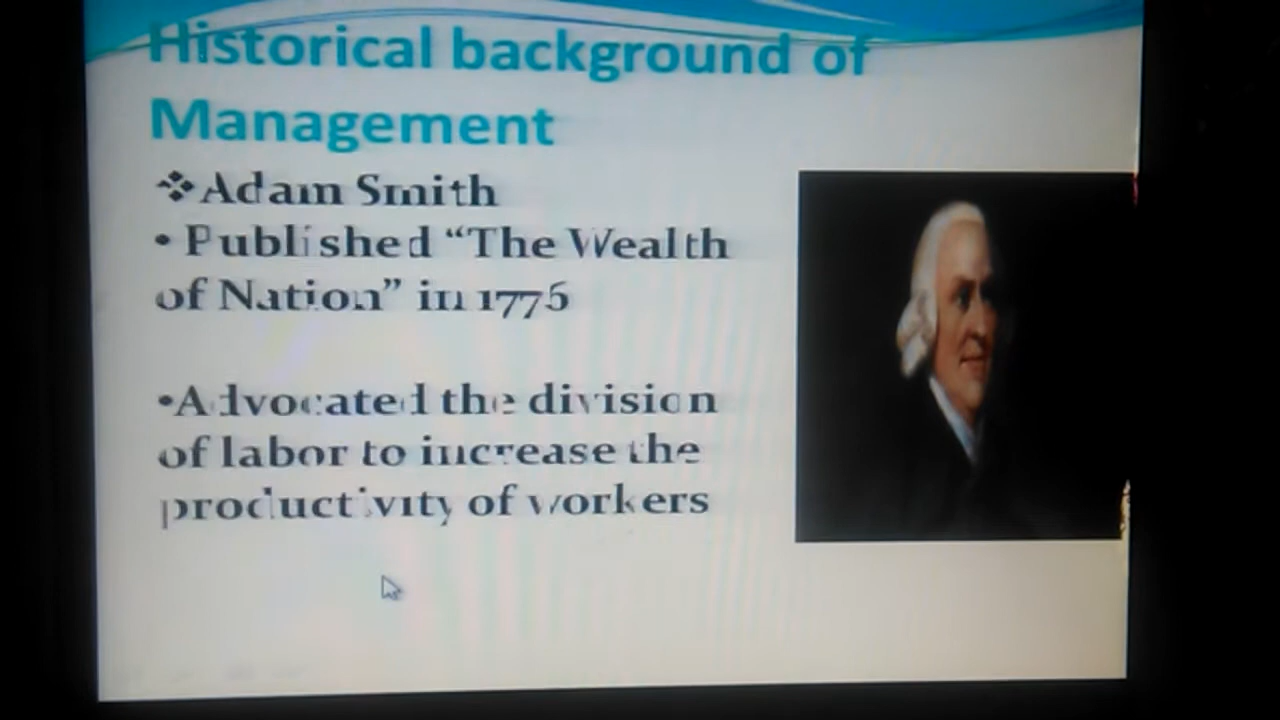 Historical background of
Management
❖Adam Smith
• Published “The Wealth
of Nation” in 1776
•Advocated the division
of labor to increase the
productivity of workers